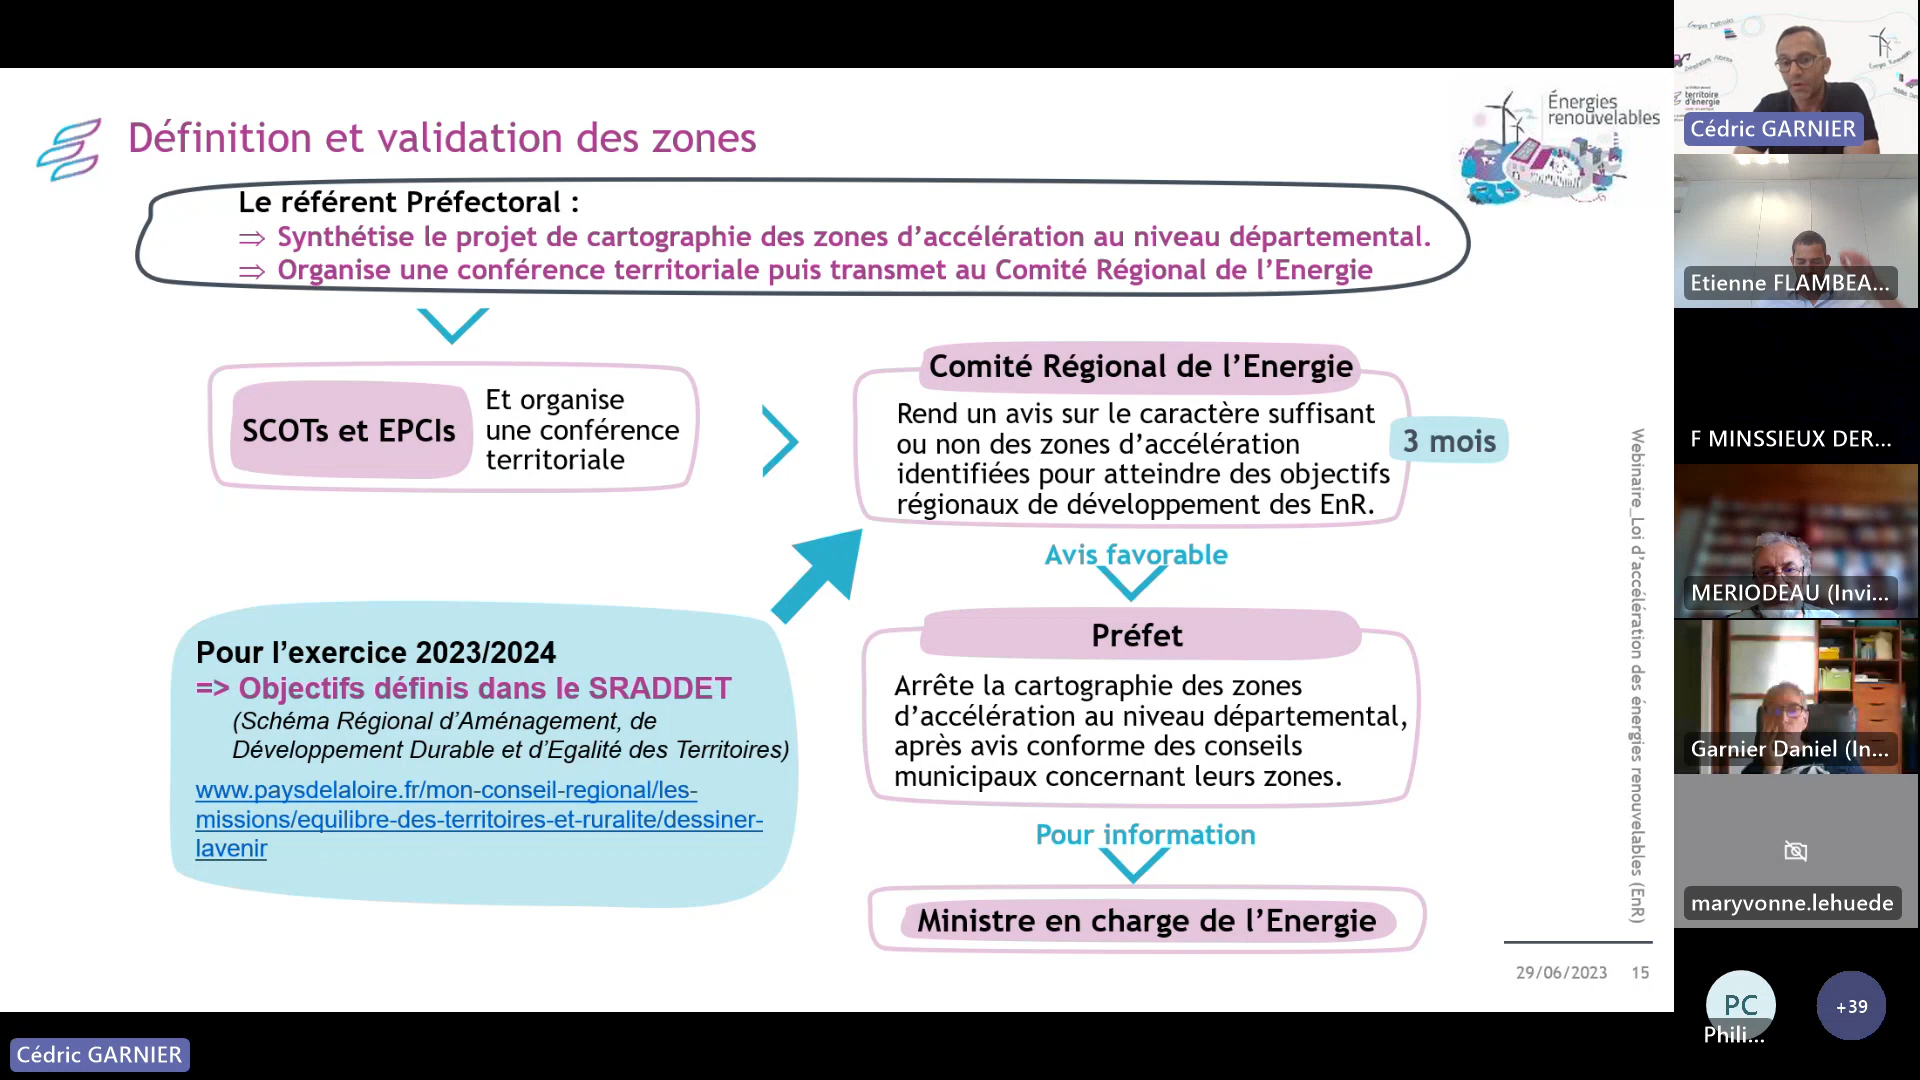 Définition et validation des zones
Énergies
renouvelables
Le référent Préfectoral :
⇒ Synthétise le projet de cartographie des zones d’accélération au niveau départemental.
⇒ Organise une conférence territoriale puis transmet au Comité Régional de l’Energie
SCOTs et EPCIs
Et organise
une conférence
territoriale
Comité Régional de l’Energie
Rend un avis sur le caractère suffisant
ou non des zones d’accélération
identifiées pour atteindre des objectifs
régionaux de développement des EnR.
3 mois
Avis favorable
Préfet
Arrête la cartographie des zones
d’accélération au niveau départemental,
après avis conforme des conseils
municipaux concernant leurs zones.
Pour information
Ministre en charge de l’Energie
Pour l’exercice 2023/2024
=> Objectifs définis dans le SRADDET
(Schéma Régional d’Aménagement, de
Développement Durable et d’Egalité des Territoires)
www.paysdelaloire.fr/mon-conseil-regional/les-
missions/equilibre-des-territoires-et-ruralite/dessiner-
lavenir
Webinaire_Loi d’accélération des énergies renouvelables (EnR)
29/06/2023 15
territoire
d'énergie
Cédric GARNIER
Etienne FLAMBEA...
F MINSSIEUX DER...
MERIODEAU (Invi...
Garnier Daniel (In...
maryvonne.lehuede
PC
Phili...
+39
Cédric GARNIER